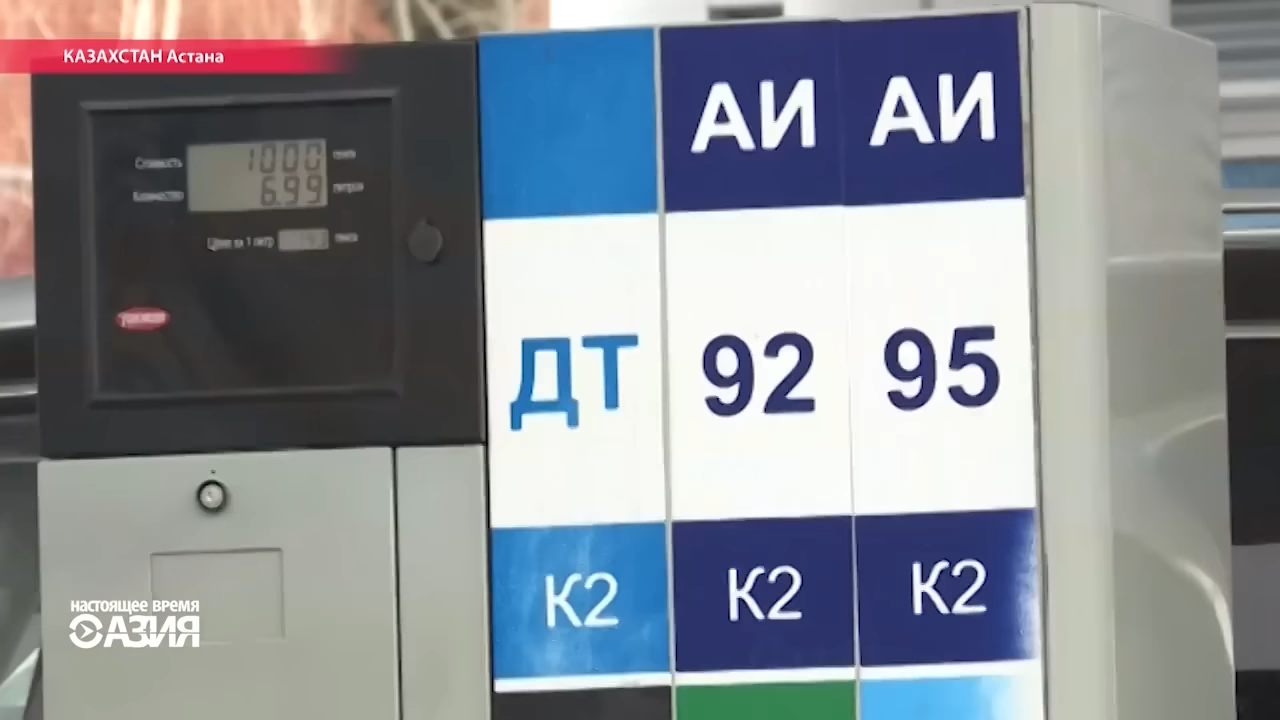 КАЗАХСТАН Астана
Стоимость 1000 тенге
Количество 6.99 литров
Цена за 1 литр 143 тенге
АИ АИ
ДТ 92 95
К2 К2 К2
НАСТОЯЩЕЕ ВРЕМЯ
АЗИЯ